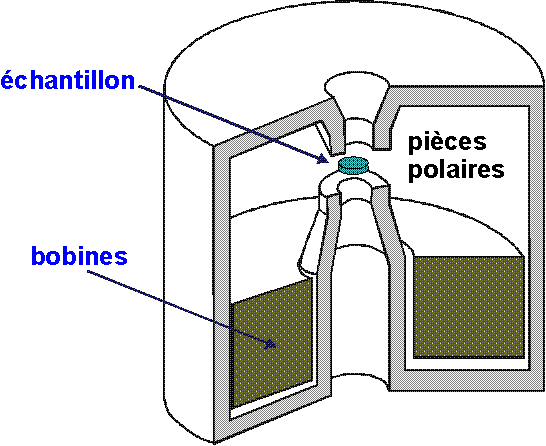 échantillon
pièces
polaires
bobines